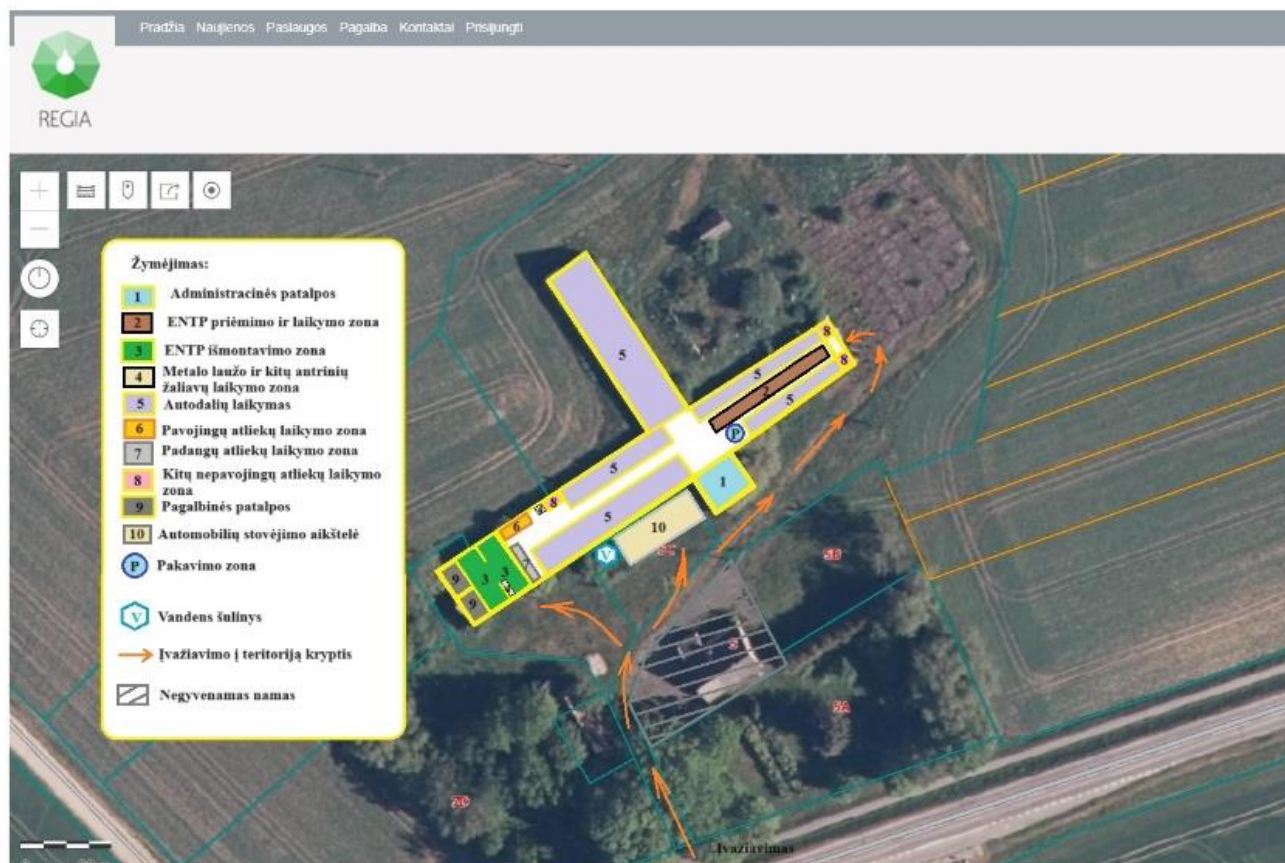 Pradžia Naujienos Paslaugos Pagalba Kontaktai Prisijungti
REGIA
Žymėjimas:
1 Administracinės patalpos
2 ENTP priėmimo ir laikymo zona
3 ENTP išmontavimo zona
4 Metalo laužo ir kitų antrinių
žaliavų laikymo zona
5 Autodalių laikymas
6 Pavojingų atliekų laikymo zona
7 Padangų atliekų laikymo zona
8 Kitų nepavojingų atliekų laikymo
zona
9 Pagalbinės patalpos
10 Automobilių stovėjimo aikštelė
P Pakavimo zona
V Vandens šulinys
Įvažiavimo į teritoriją kryptis
Negyvenamas namas
5
8
5
8
2
5
P
5
1
8
6
5
10
V
5B
9
3
3
9
5
5A
Įvažiavimas